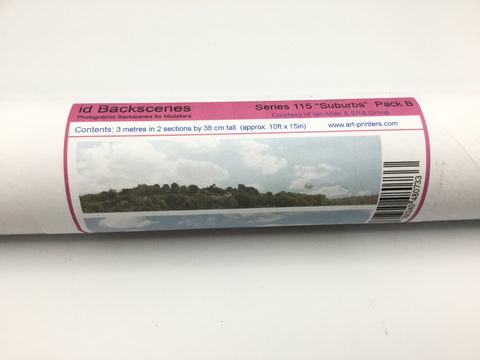 id Backscenes
Photographic Backscenes for Modellers
Series 115 "Suburbs" Pack B
Courtesy of Ian Allen & SRS Group
Contents: 3 metres in 2 sections by 38 cm tall (approx. 10ft x 15in)
www.art-printers.com